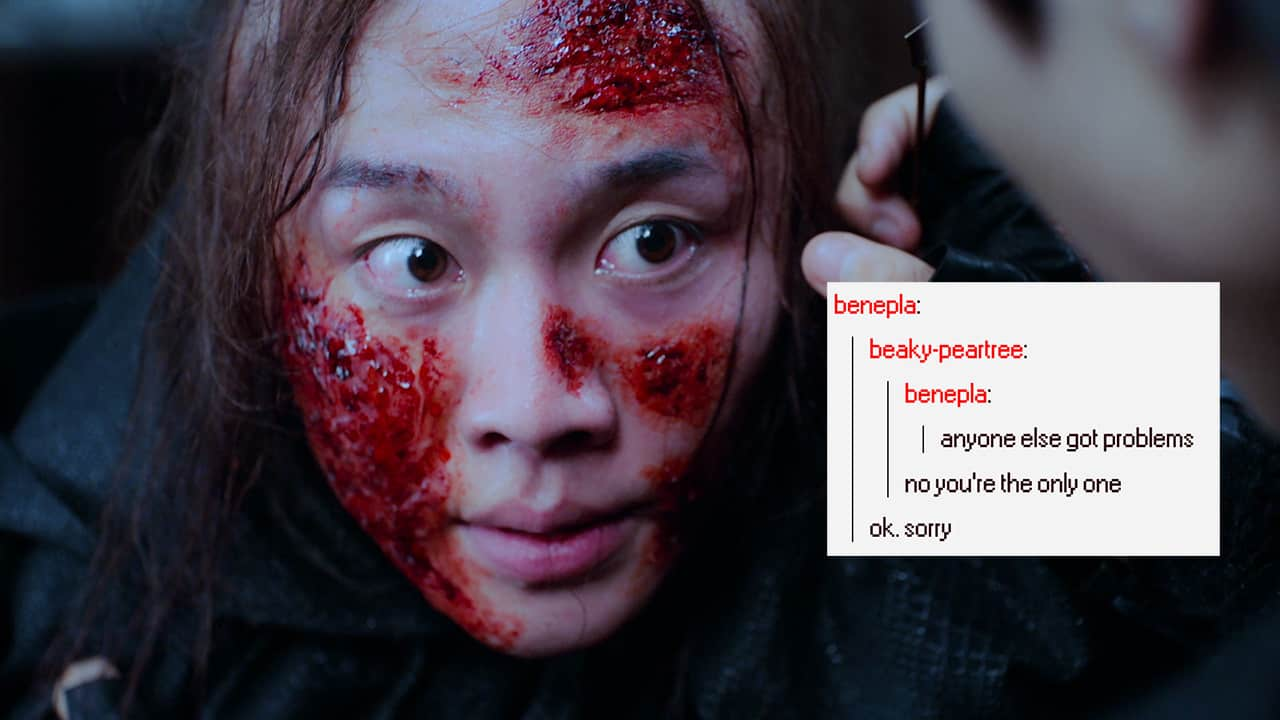 benepla:
beaky-peartree:
benepla:
anyone else got problems
no you're the only one
ok. sorry